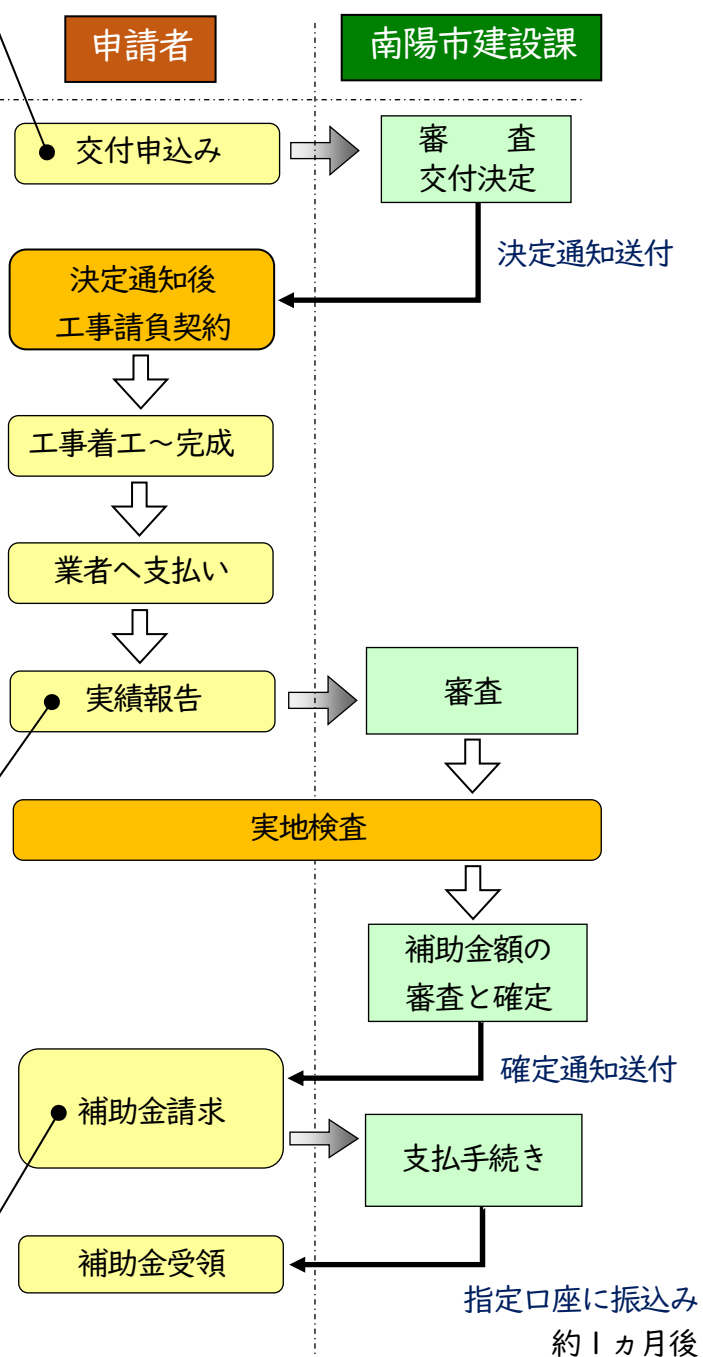 申請者
南陽市建設課
交付申込み
審　　査
交付決定
決定通知送付
決定通知後
工事請負契約
工事着工～完成
業者へ支払い
実績報告
審査
実地検査
補助金額の
審査と確定
確定通知送付
補助金請求
支払手続き
補助金受領
指定口座に振込み
約１ヵ月後